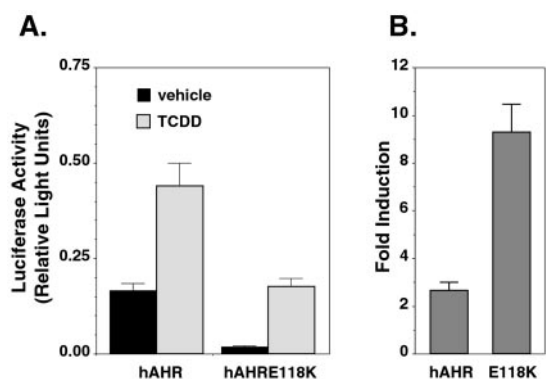 A.
B.
0.75
0.50
0.25
0.00
Luciferase Activity
(Relative Light Units)
vehicle
TCDD
hAHR
hAHRE118K
12
10
8
6
4
2
0
Fold Induction
hAHR
E118K